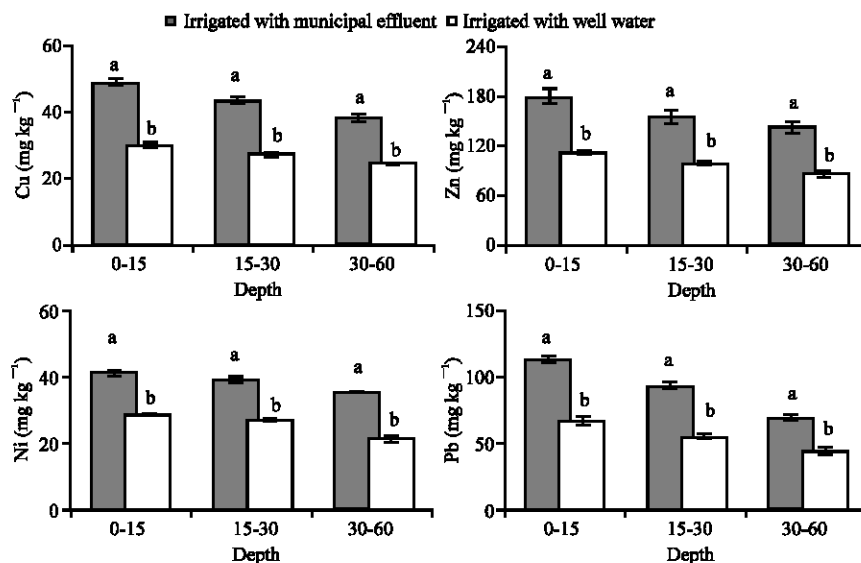 Irrigated with municipal effluent Irrigated with well water
60
40
20
0
Cu (mg kg⁻¹)
a
b
a
b
a
b
0-15 15-30 30-60
Depth
240
180
120
60
0
Zn (mg kg⁻¹)
a
b
a
b
a
b
0-15 15-30 30-60
Depth
60
40
20
0
Ni (mg kg⁻¹)
a
b
a
b
a
b
0-15 15-30 30-60
Depth
150
100
50
0
Pb (mg kg⁻¹)
a
b
a
b
a
b
0-15 15-30 30-60
Depth